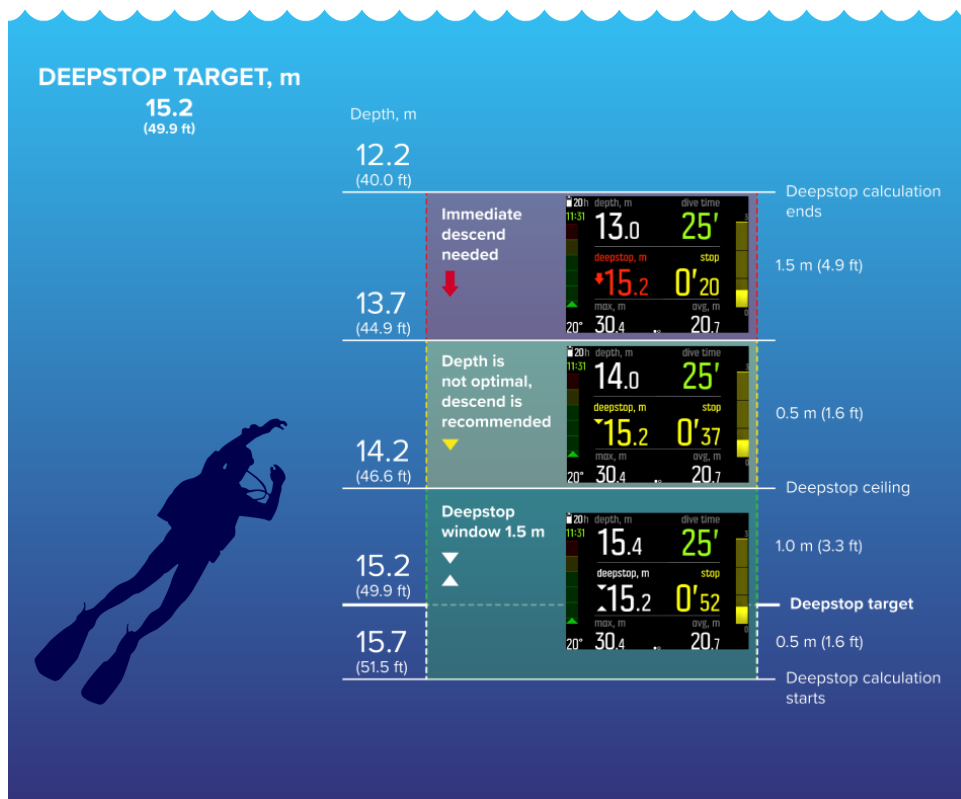 DEEPSTOP TARGET, m
15.2
(49.9 ft)
Depth, m
12.2
(40.0 ft)
Deepstop calculation
ends
Immediate
descend
needed
20h depth, m dive time
11:31
13.0 25'
deepstop, m stop
15.2 0'20
max, m avg, m
20° 30.4 20.7
1.5 m (4.9 ft)
13.7
(44.9 ft)
Depth is
not optimal,
descend is
recommended
20h depth, m dive time
11:31
14.0 25'
deepstop, m stop
15.2 0'37
max, m avg, m
20° 30.4 20.7
0.5 m (1.6 ft)
14.2
(46.6 ft)
Deepstop ceiling
Deepstop
window 1.5 m
20h depth, m dive time
11:31
15.4 25'
deepstop, m stop
15.2 0'52
max, m avg, m
20° 30.4 20.7
1.0 m (3.3 ft)
15.2
(49.9 ft)
Deepstop target
15.7
(51.5 ft)
0.5 m (1.6 ft)
Deepstop calculation
starts